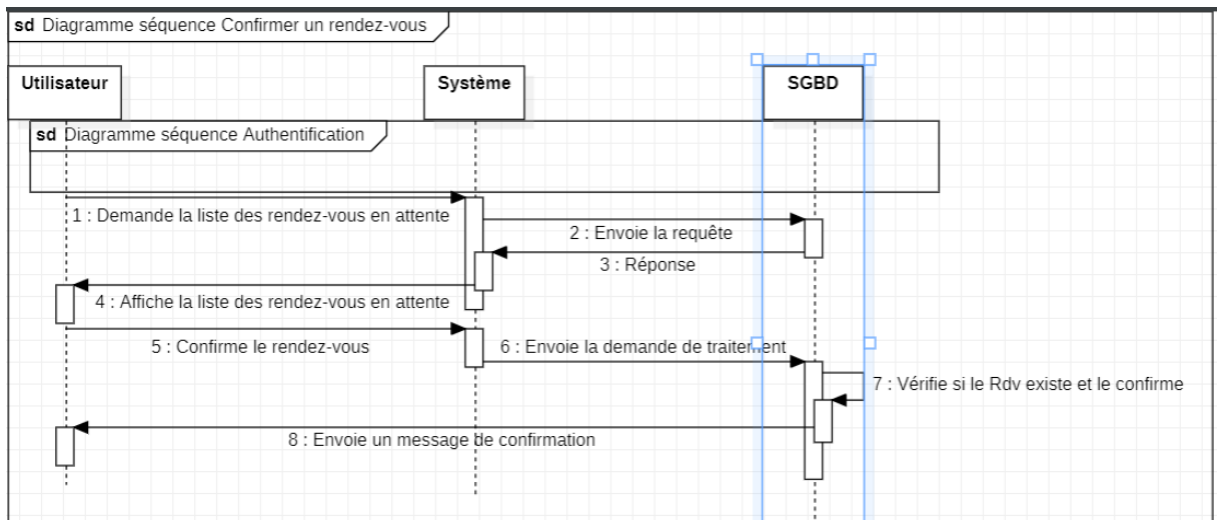 sd Diagramme séquence Confirmer un rendez-vous
Utilisateur
Système
SGBD
sd Diagramme séquence Authentification
1 : Demande la liste des rendez-vous en attente
2 : Envoie la requête
3 : Réponse
4 : Affiche la liste des rendez-vous en attente
5 : Confirme le rendez-vous
6 : Envoie la demande de traitement
7 : Vérifie si le Rdv existe et le confirme
8 : Envoie un message de confirmation